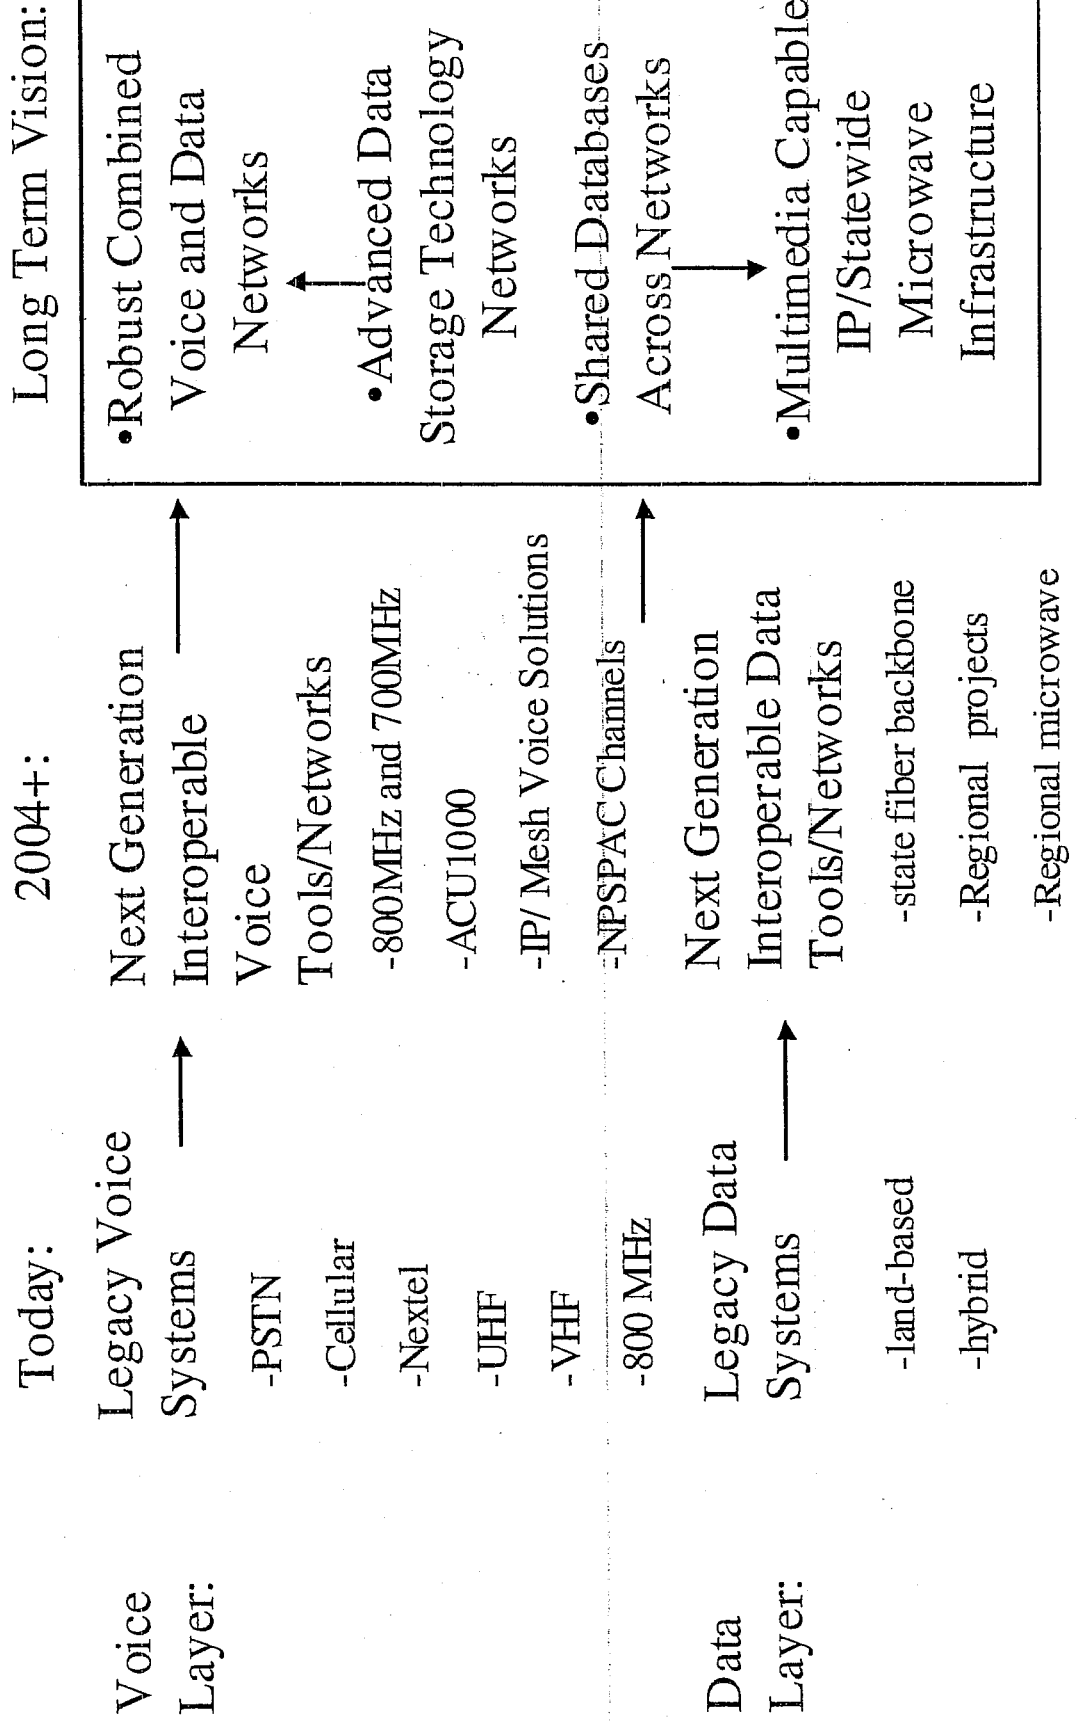 Today:
2004+:
Long Term Vision:
Voice
Layer:
Legacy Voice
Systems
-PSTN
-Cellular
-Nextel
-UHF
-VHF
-800 MHz
Next Generation
Interoperable
Voice
Tools/Networks
-800MHz and 700MHz
-ACU1000
-IP/ Mesh Voice Solutions
-NPSPAC Channels
Data
Layer:
Legacy Data
Systems
-land-based
-hybrid
Next Generation
Interoperable Data
Tools/Networks
-state fiber backbone
-Regional projects
-Regional microwave
•Robust Combined
Voice and Data
Networks
•Advanced Data
Storage Technology
Networks
•Shared Databases
Across Networks
•Multimedia Capable
IP/Statewide
Microwave
Infrastructure